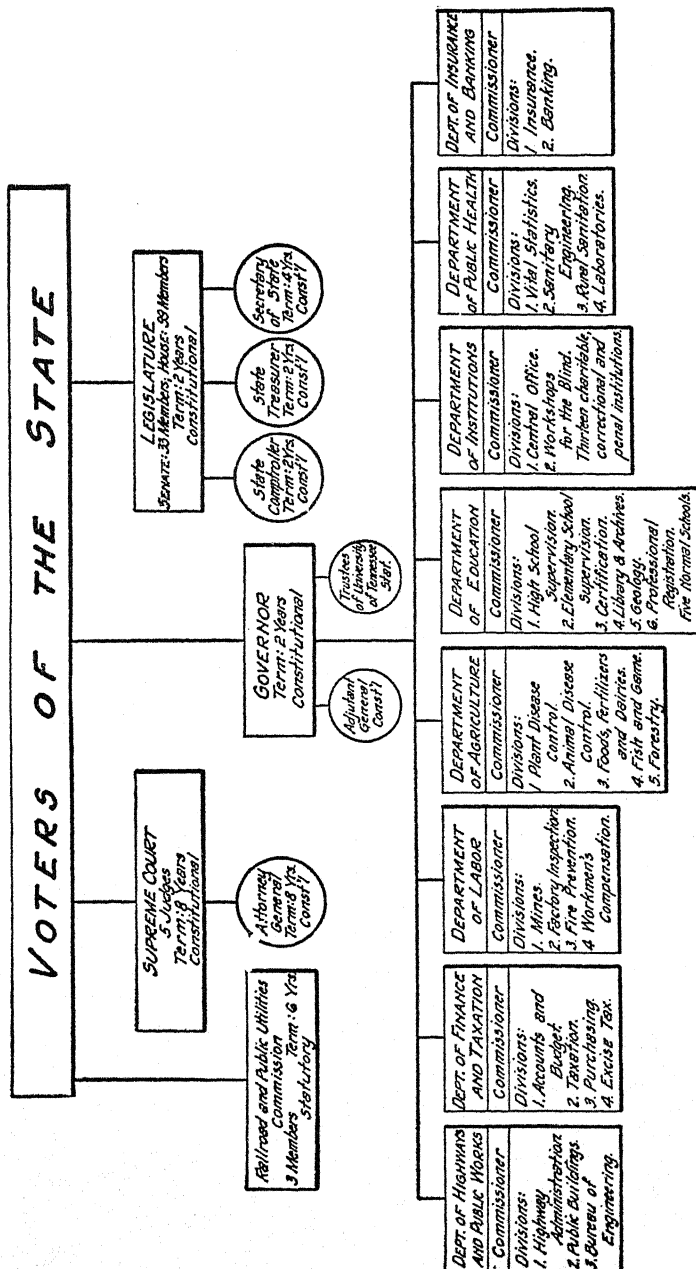 VOTERS OF THE STATE
Railroad and Public Utilities
Commission
3 Members Term: 6 Yrs.
Statutory
SUPREME COURT
5 Judges
Term: 8 Years
Constitutional
Attorney
General
Term: 8 Yrs.
Const'l
GOVERNOR
Term: 2 Years
Constitutional
Adjutant
General
Const'l
Trustees
of University
of Tennessee
Stat.
LEGISLATURE
SENATE: 33 Members, HOUSE: 99 Members
Term: 2 Years
Constitutional
State
Comptroller
Term: 2 Yrs.
Const'l
State
Treasurer
Term: 2 Yrs.
Const'l
Secretary
of State
Term: 4 Yrs.
Const'l
DEPT. OF HIGHWAYS
AND PUBLIC WORKS
Commissioner
Divisions:
1. Highway
Administration
2. Public Buildings.
3. Bureau of
Engineering.
DEPT. OF FINANCE
AND TAXATION
Commissioner
Divisions:
1. Accounts and
Budget.
2. Taxation.
3. Purchasing.
4. Excise Tax.
DEPARTMENT
OF LABOR
Commissioner
Divisions:
1. Mines.
2. Factory Inspection.
3. Fire Prevention.
4 Workmen's
Compensation.
DEPARTMENT
OF AGRICULTURE
Commissioner
Divisions:
1 Plant Disease
Control.
2. Animal Disease
Control.
3. Foods, Fertilizers
and Dairies.
4. Fish and Game.
5. Forestry.
DEPARTMENT
OF EDUCATION
Commissioner
Divisions:
1. High School
Supervision.
2. Elementary School
Supervision.
3. Certification.
4. Library & Archives.
5. Geology.
6. Professional
Registration.
Five Normal Schools.
DEPARTMENT
OF INSTITUTIONS
Commissioner
Divisions:
1. Central Office.
2. Workshops
for the Blind.
Thirteen charitable,
correctional and
penal institutions.
DEPARTMENT
OF PUBLIC HEALTH
Commissioner
Divisions:
1. Vital Statistics.
2. Sanitary
Engineering.
3. Rural Sanitation.
4. Laboratories.
DEPT. OF INSURANCE
AND BANKING
Commissioner
Divisions:
1 Insurance.
2. Banking.